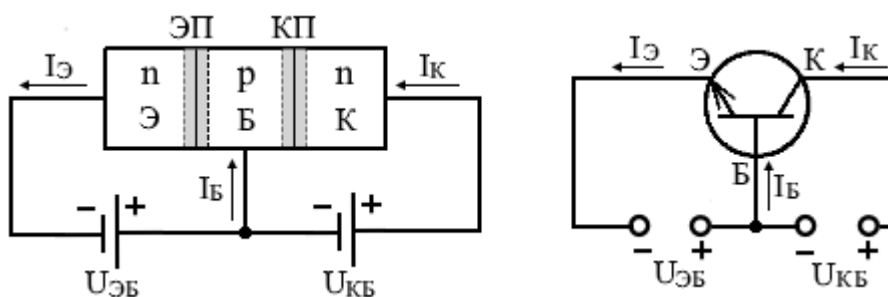 ЭП КП
IЭ n p n IК
Э Б К
IБ
- + - +
UЭБ UКБ
IЭ Э К IК
Б IБ
- + - +
UЭБ UКБ